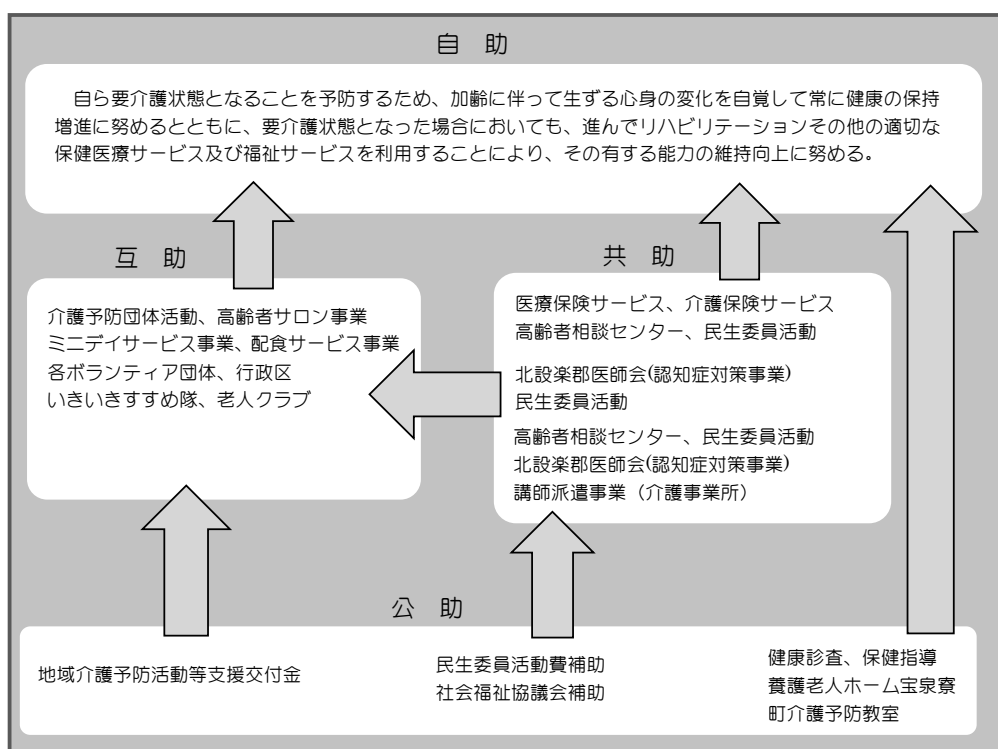 自 助
自ら要介護状態となることを予防するため、加齢に伴って生ずる心身の変化を自覚して常に健康の保持
増進に努めるとともに、要介護状態となった場合においても、進んでリハビリテーションその他の適切な
保健医療サービス及び福祉サービスを利用することにより、その有する能力の維持向上に努める。
互 助
介護予防団体活動、高齢者サロン事業
ミニデイサービス事業、配食サービス事業
各ボランティア団体、行政区
いきいきすすめ隊、老人クラブ
共 助
医療保険サービス、介護保険サービス
高齢者相談センター、民生委員活動
北設楽郡医師会(認知症対策事業)
民生委員活動
高齢者相談センター、民生委員活動
北設楽郡医師会(認知症対策事業)
講師派遣事業（介護事業所）
公 助
地域介護予防活動等支援交付金
民生委員活動費補助
社会福祉協議会補助
健康診査、保健指導
養護老人ホーム宝泉寮
町介護予防教室